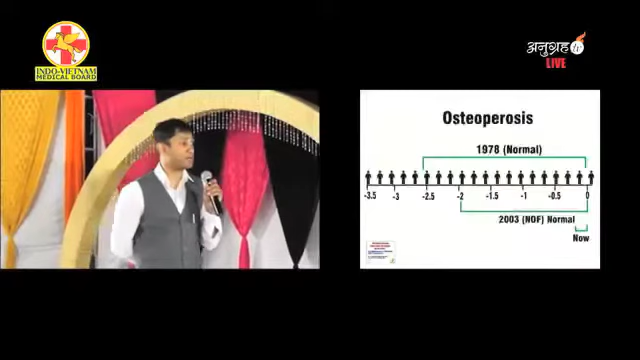 INDO-VIETNAM
MEDICAL BOARD
अनुग्रह tv
LIVE
Osteoperosis
1978 (Normal)
-3.5 -3 -2.5 -2 -1.5 -1 -0.5 0
2003 (NOF) Normal
Now